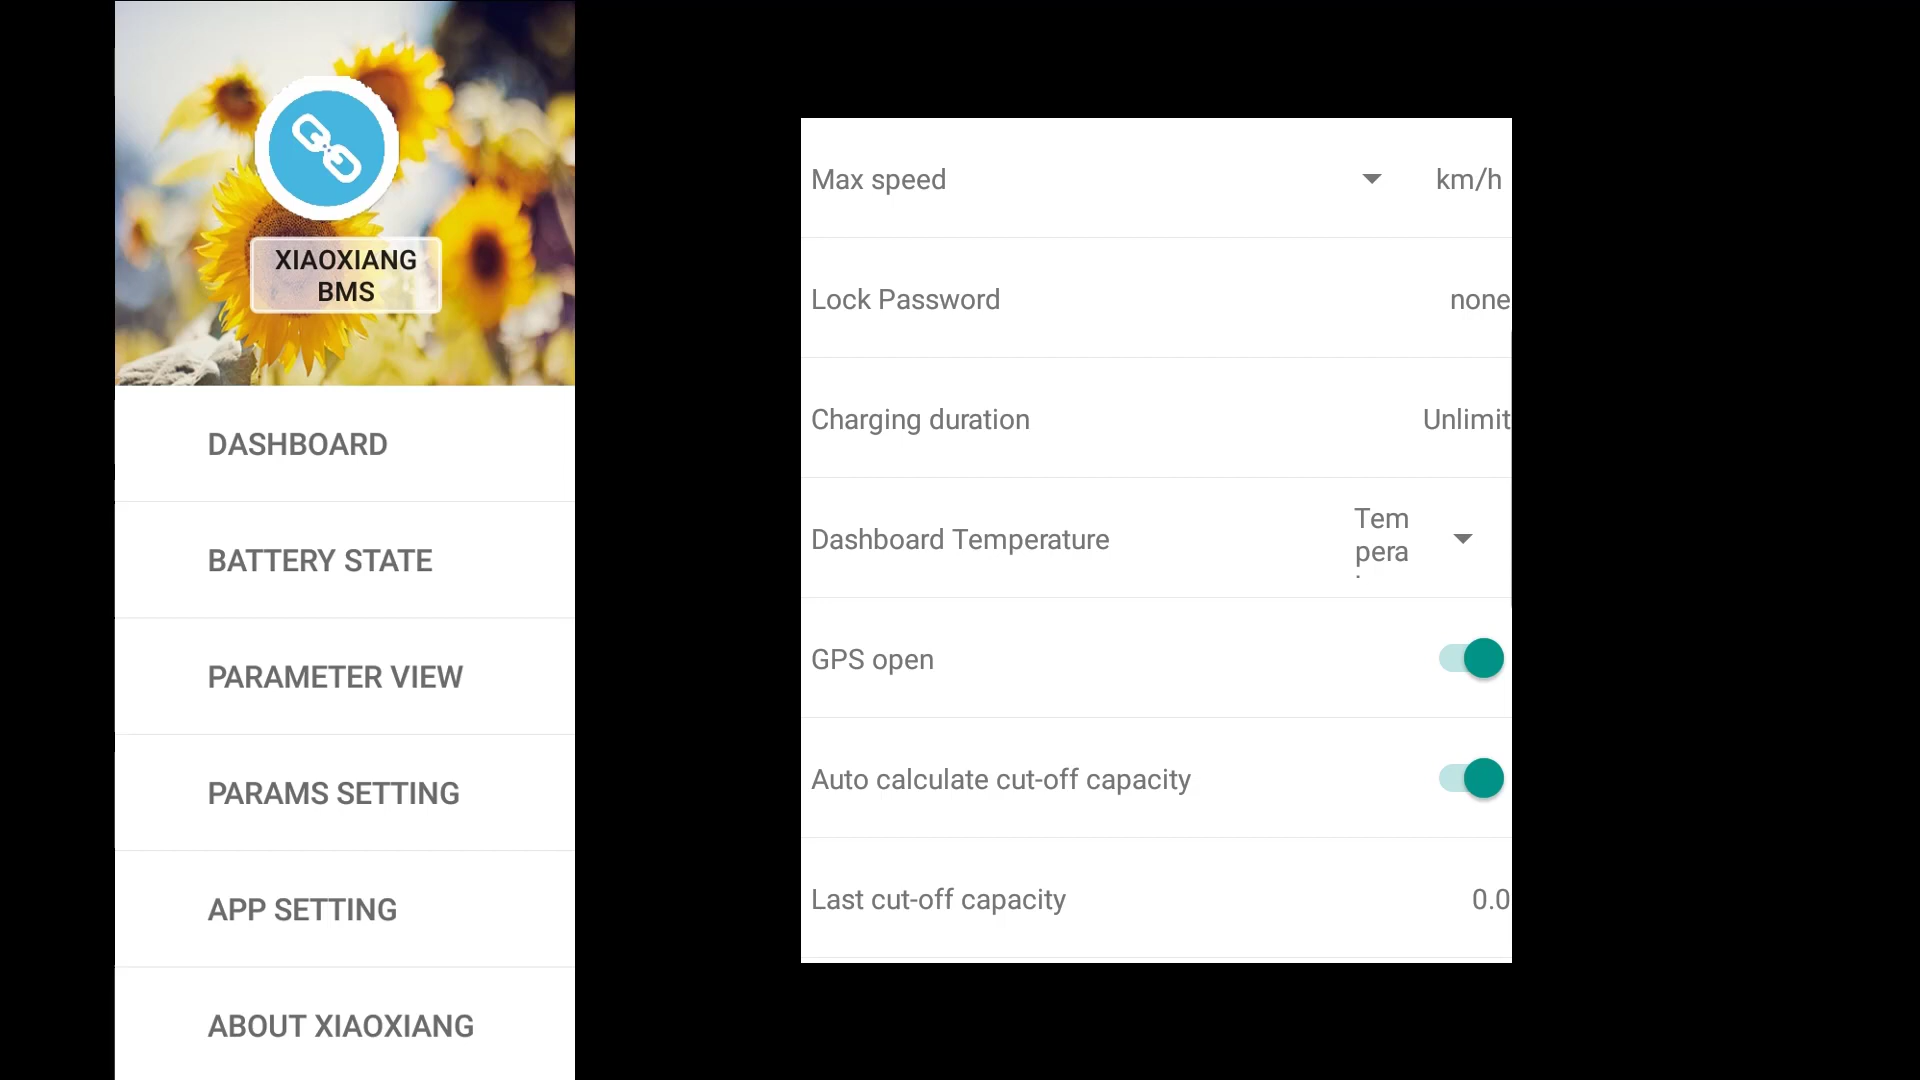 XIAOXIANG
BMS
DASHBOARD
BATTERY STATE
PARAMETER VIEW
PARAMS SETTING
APP SETTING
ABOUT XIAOXIANG
Max speed km/h
Lock Password none
Charging duration Unlimit
Dashboard Temperature
Tem
pera
GPS open
Auto calculate cut-off capacity
Last cut-off capacity 0.0